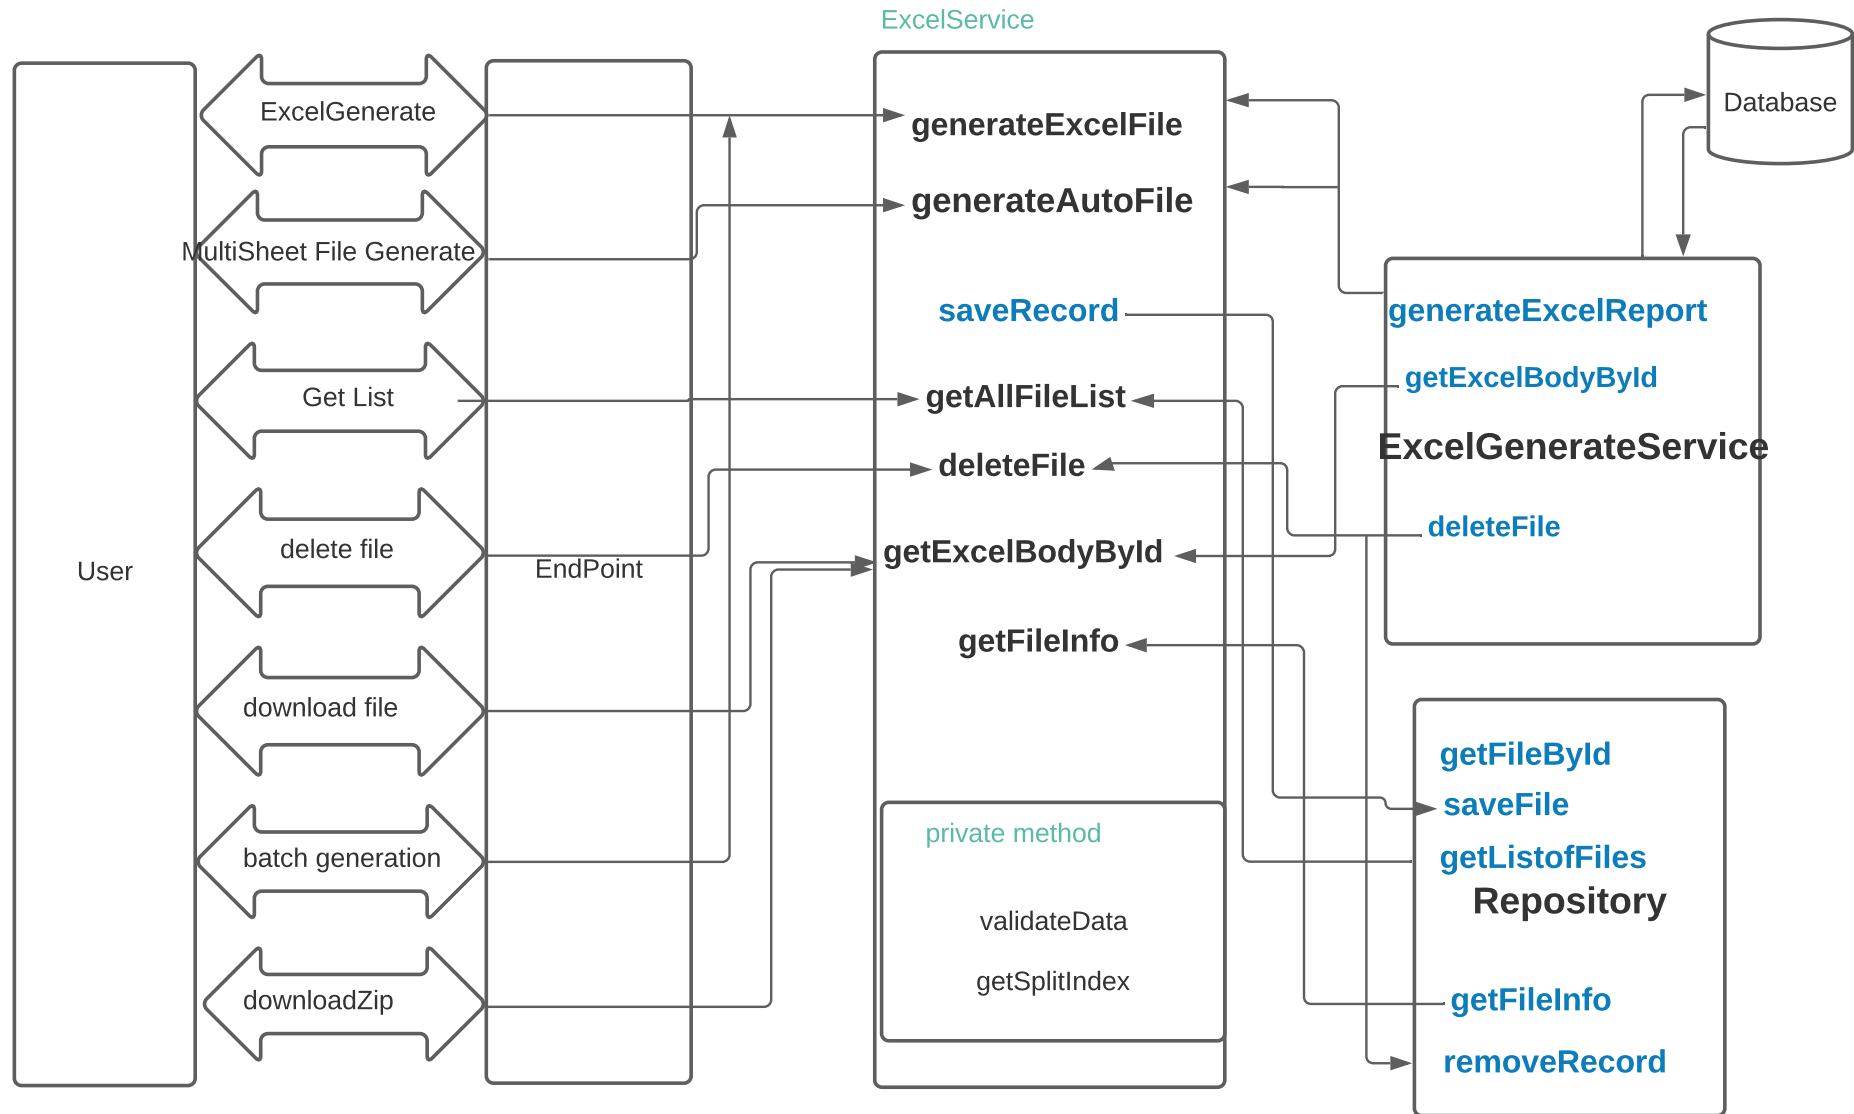 ExcelService
User
ExcelGenerate
MultiSheet File Generate
Get List
delete file
download file
batch generation
downloadZip
EndPoint
generateExcelFile
generateAutoFile
saveRecord
getAllFileList
deleteFile
getExcelBodyById
getFileInfo
private method
validateData
getSplitIndex
Database
generateExcelReport
getExcelBodyById
ExcelGenerateService
deleteFile
getFileById
saveFile
getListofFiles
Repository
getFileInfo
removeRecord